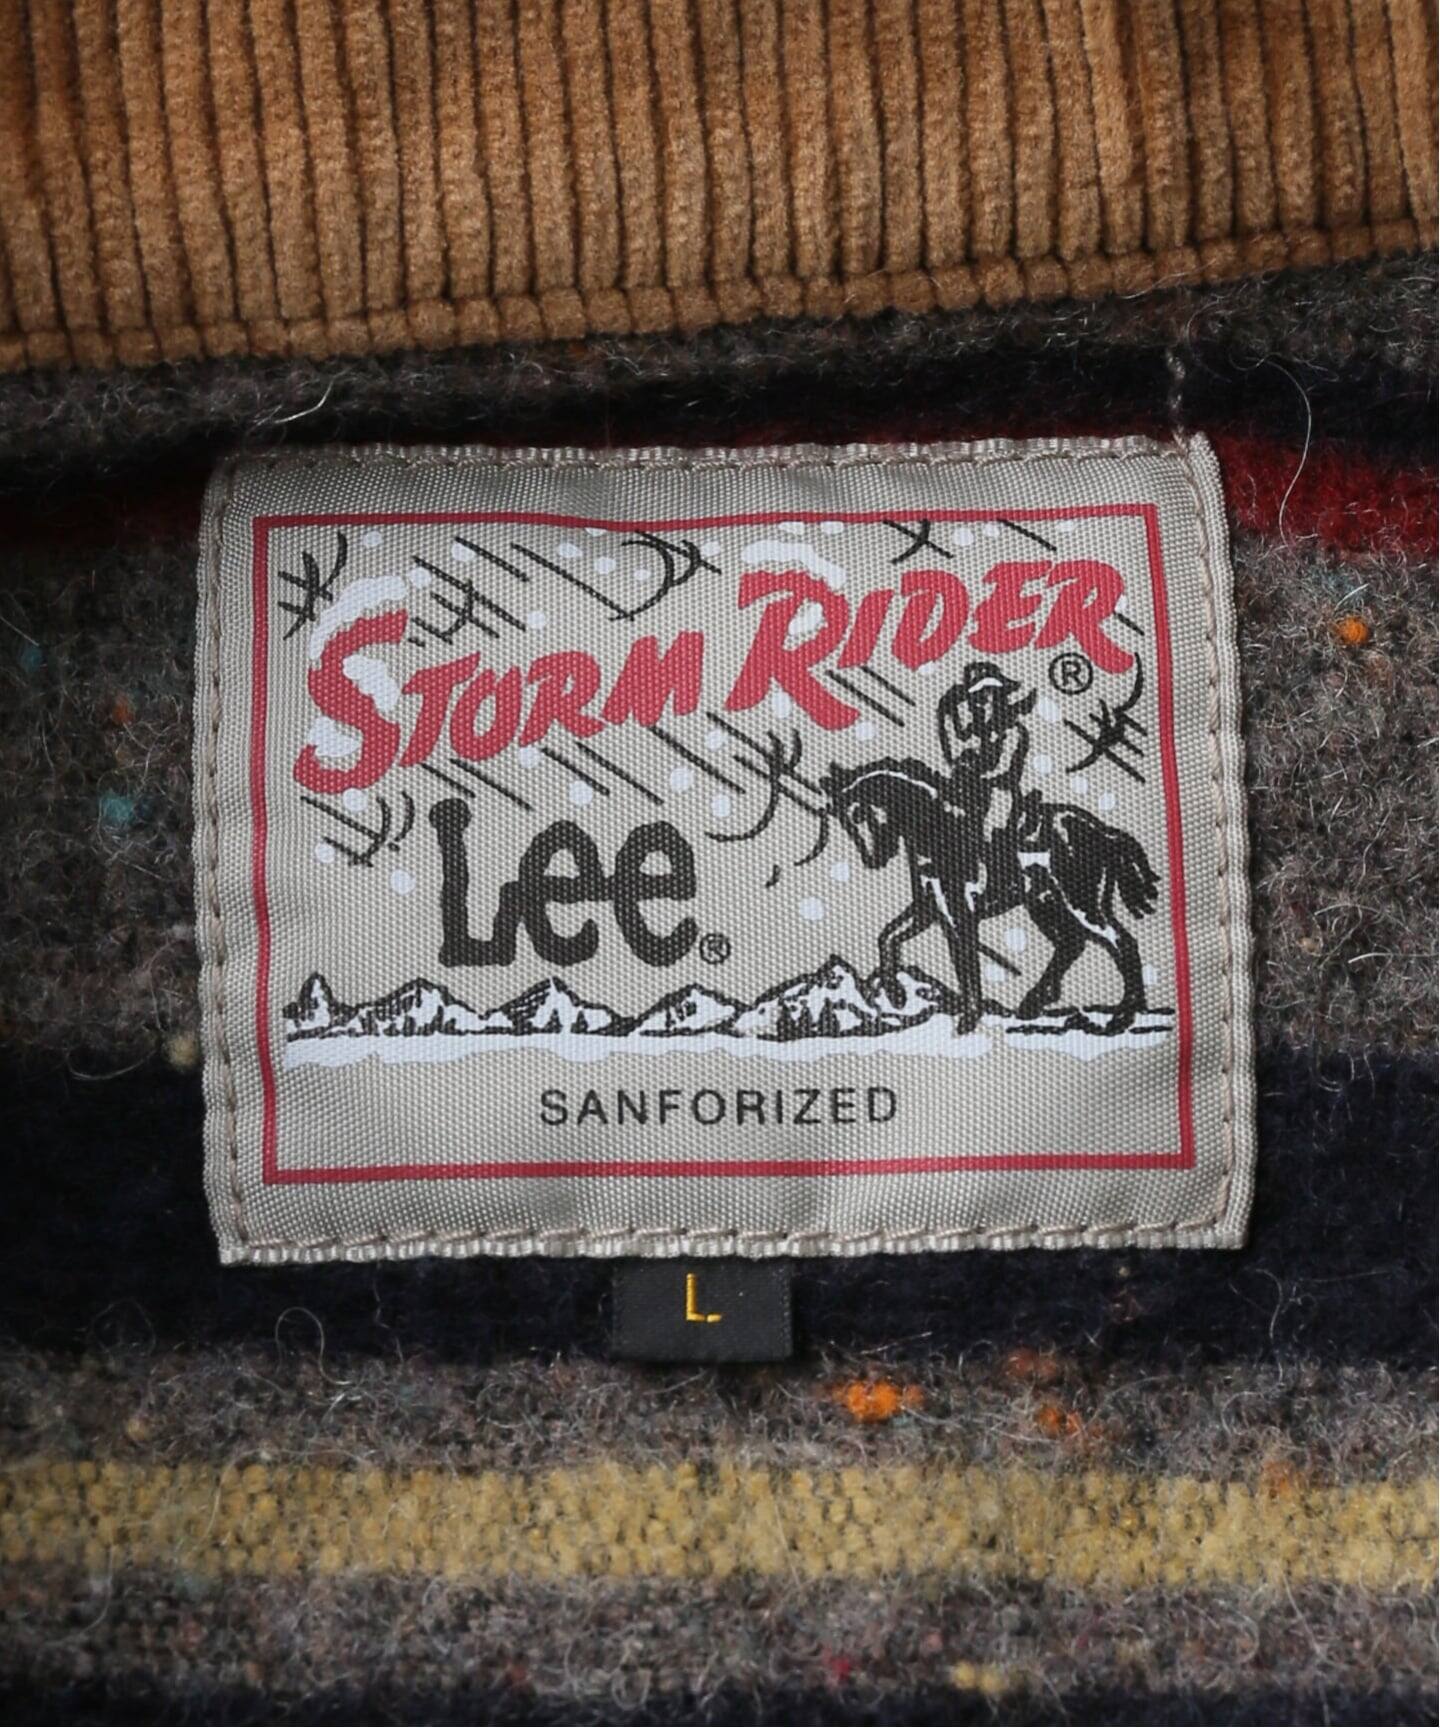 STORM RIDER®
Lee®
SANFORIZED
L